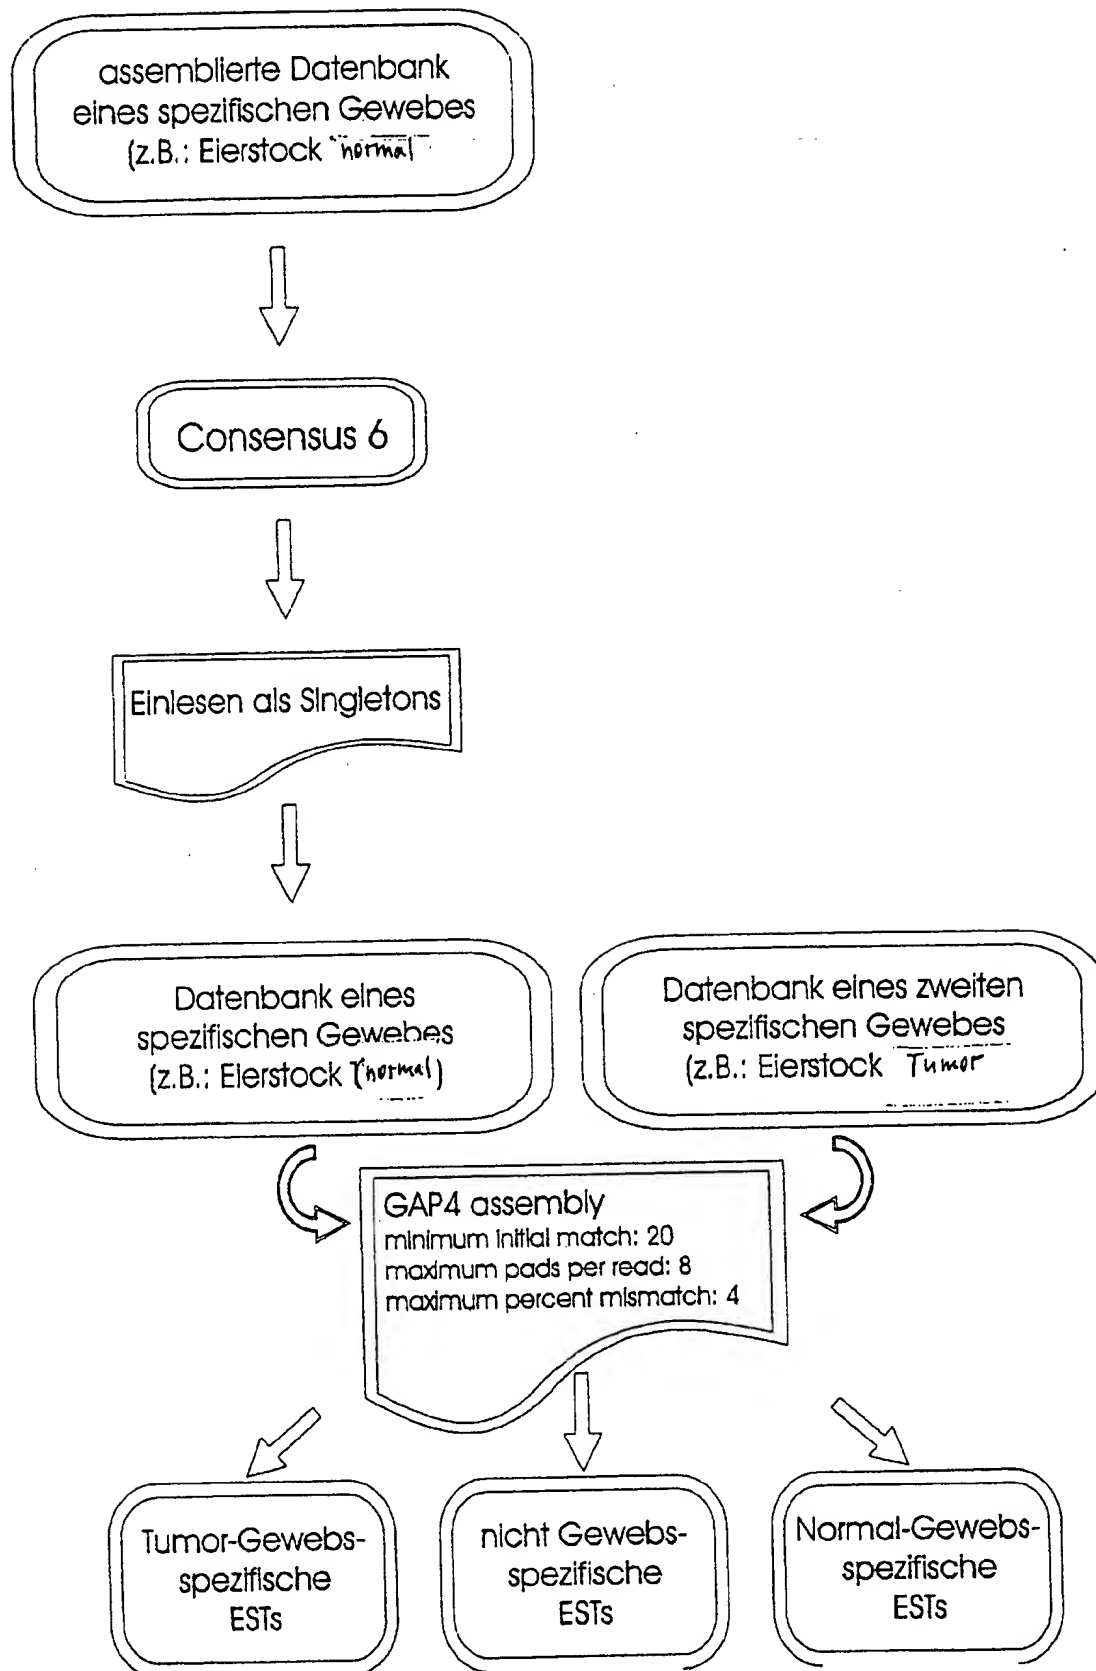 assemblierte Datenbank
eines spezifischen Gewebes
(z.B.: Eierstock normal
Consensus 6
Einlesen als Singletons
Datenbank eines
spezifischen Gewebes
(z.B.: Eierstock (normal)
Datenbank eines zweiten
spezifischen Gewebes
(z.B.: Eierstock Tumor
GAP4 assembly
minimum initial match: 20
maximum pads per read: 8
maximum percent mismatch: 4
Tumor-Gewebs-
spezifische
ESTs
nicht Gewebs-
spezifische
ESTs
Normal-Gewebs-
spezifische
ESTs